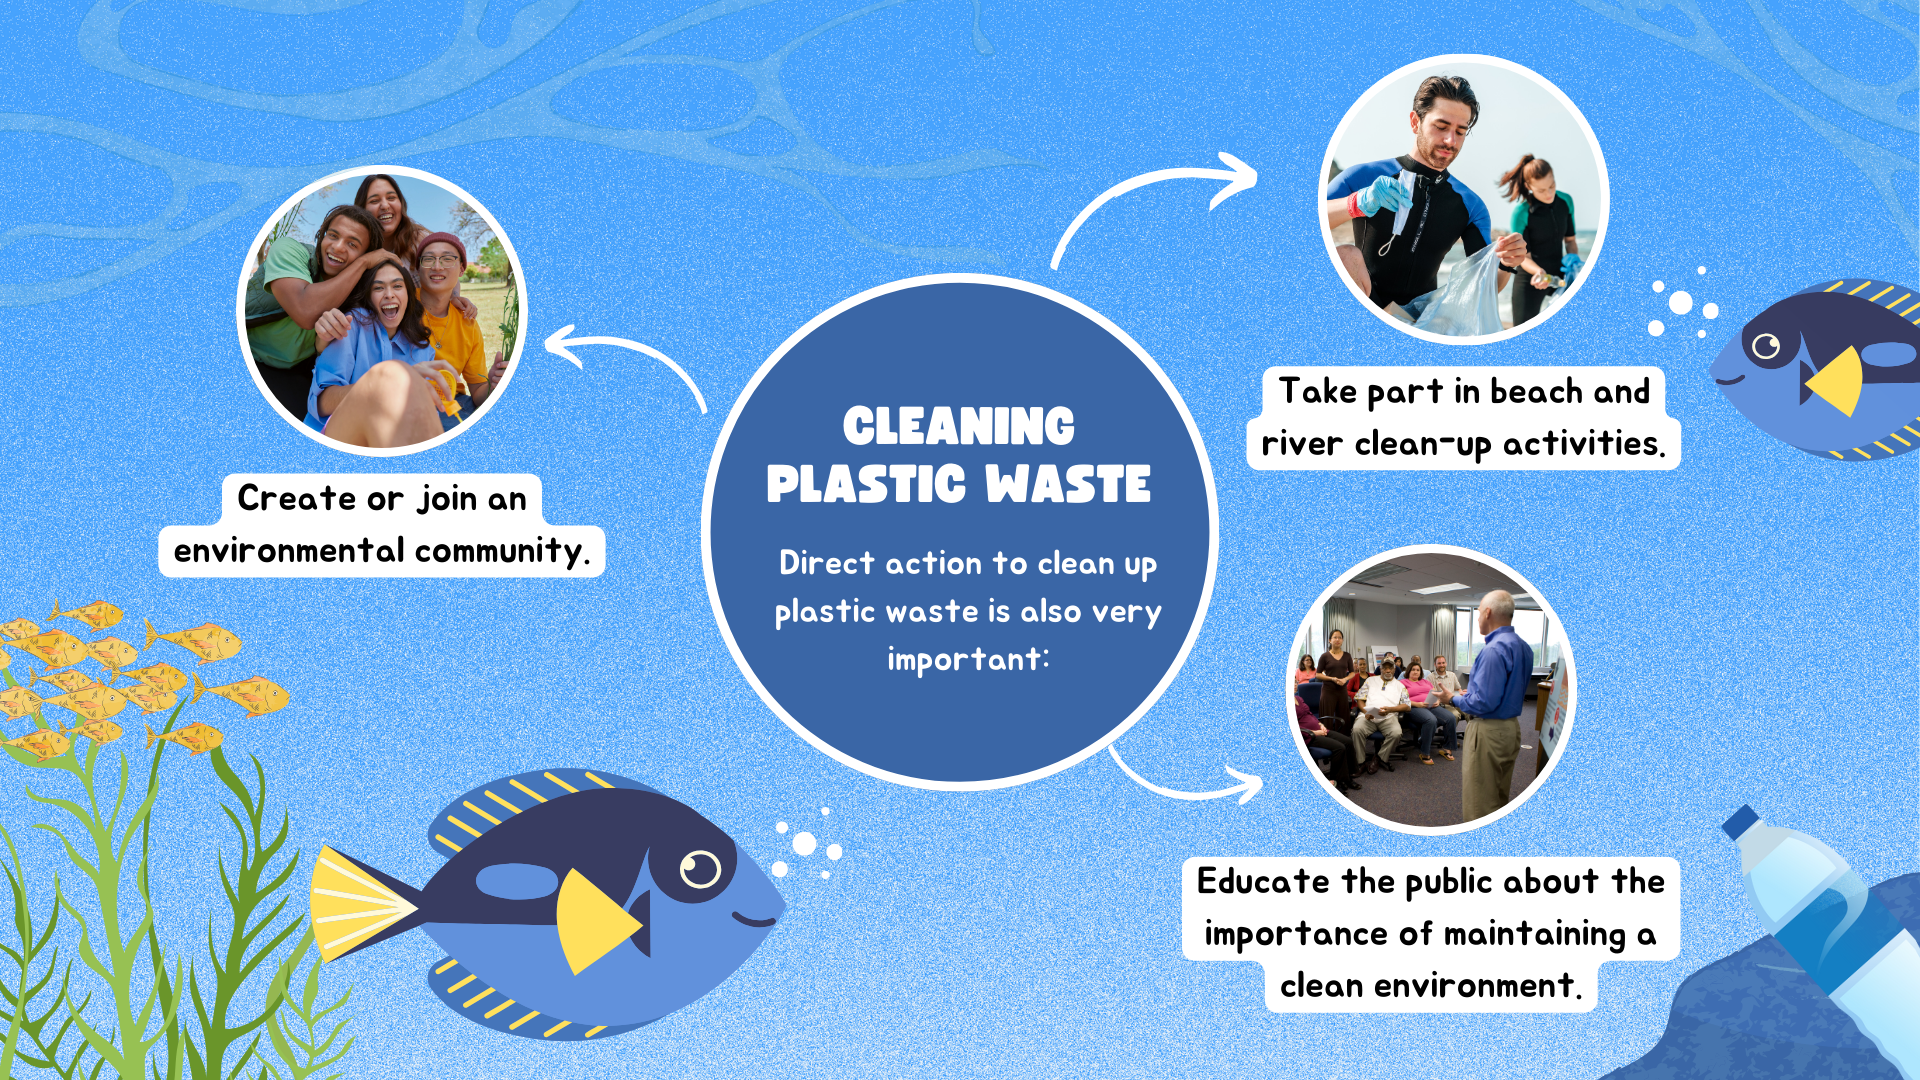 CLEANING
PLASTIC WASTE
Direct action to clean up
plastic waste is also very
important:
Create or join an
environmental community.
Take part in beach and
river clean-up activities.
Educate the public about the
importance of maintaining a
clean environment.